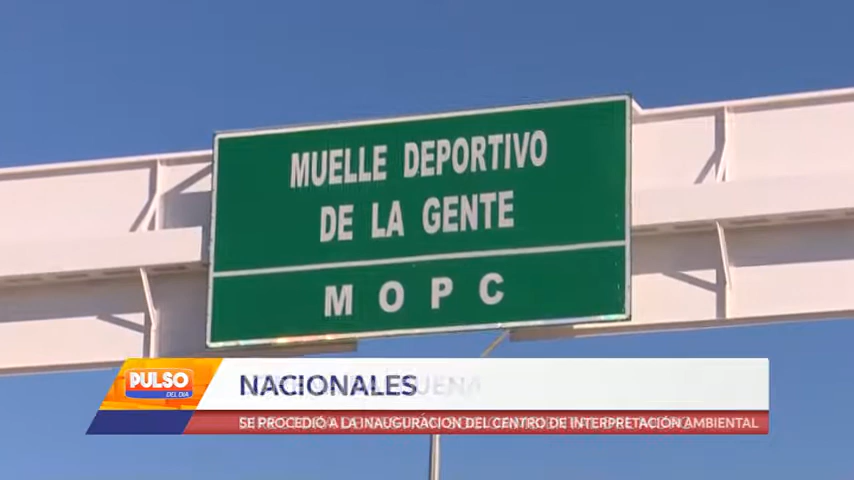 MUELLE DEPORTIVO
DE LA GENTE
MOPC
PULSO
DEL DIA
NACIONALES
SE PROCEDIÓ A LA INAUGURACIÓN DEL CENTRO DE INTERPRETACIÓN AMBIENTAL